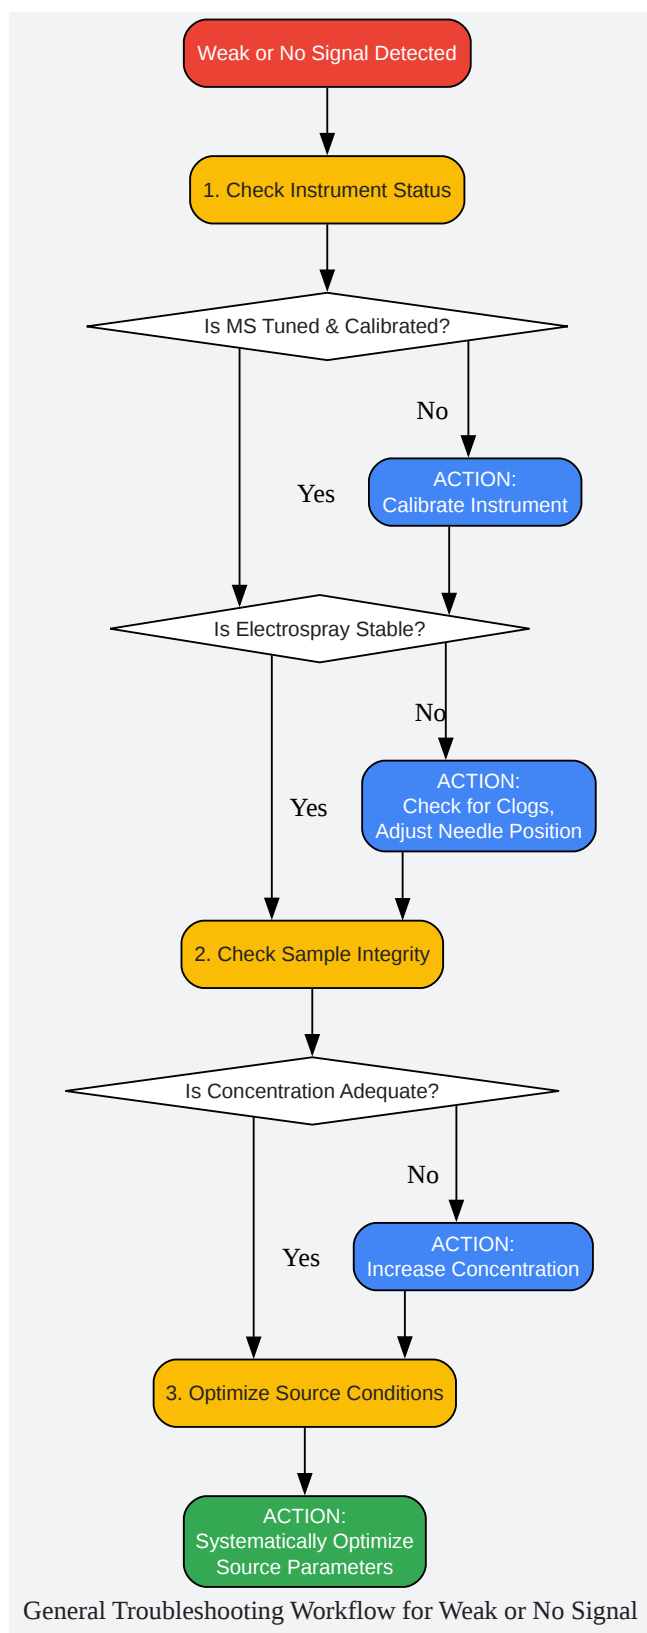 Weak or No Signal Detected
1. Check Instrument Status
Is MS Tuned & Calibrated?
No
ACTION:
Calibrate Instrument
Yes
Is Electrospray Stable?
No
ACTION:
Check for Clogs,
Adjust Needle Position
Yes
2. Check Sample Integrity
Is Concentration Adequate?
No
ACTION:
Increase Concentration
Yes
3. Optimize Source Conditions
ACTION:
Systematically Optimize
Source Parameters
General Troubleshooting Workflow for Weak or No Signal